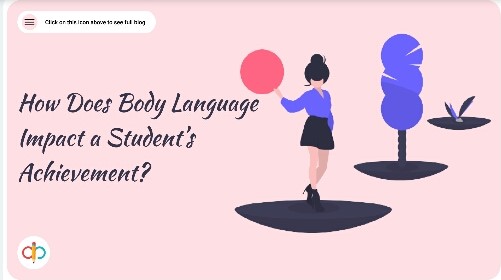 Click on this icon above to see full blog
How Does Body Language
Impact a Student's
Achievement?